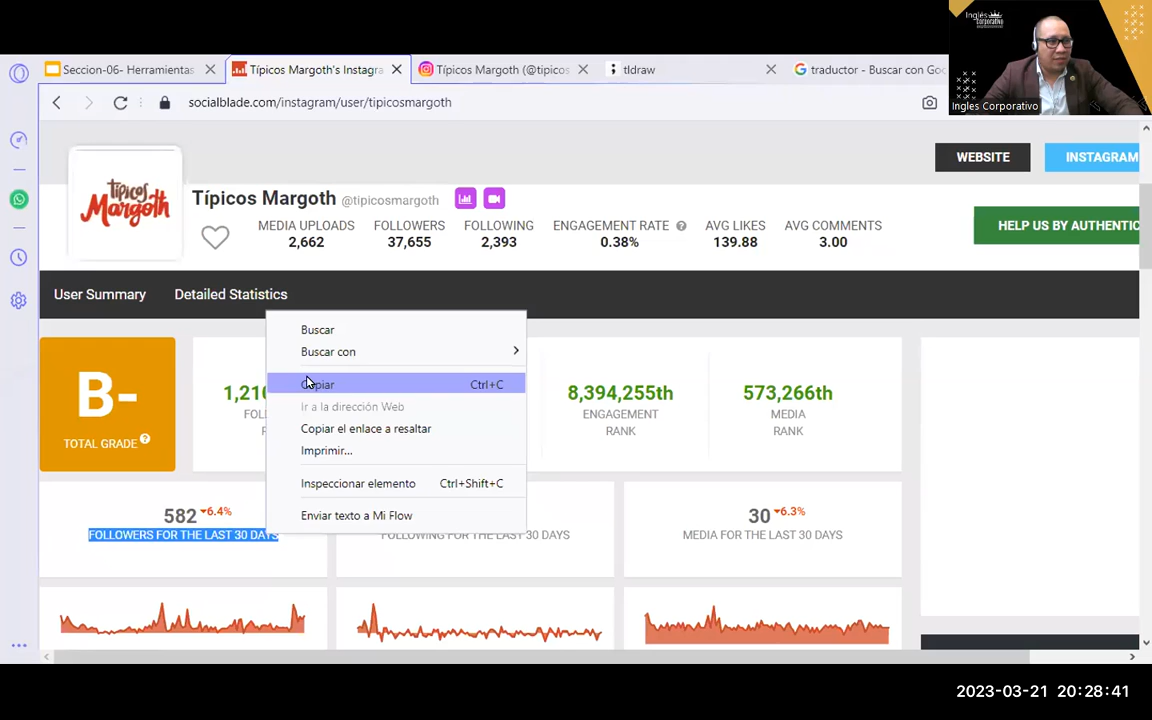 Inglés
Corporativo
Ingles Corporativo
Seccion-06- Herramientas
Típicos Margoth's Instagra
Típicos Margoth (@tipicos
tldraw
traductor - Buscar con Goo
socialblade.com/instagram/user/tipicosmargoth
WEBSITE
INSTAGRAM
típicos
Margoth
Típicos Margoth @tipicosmargoth
MEDIA UPLOADS
2,662
FOLLOWERS
37,655
FOLLOWING
2,393
ENGAGEMENT RATE
0.38%
AVG LIKES
139.88
AVG COMMENTS
3.00
HELP US BY AUTHENTIC
User Summary
Detailed Statistics
Buscar
Buscar con
Copiar Ctrl+C
Ir a la dirección Web
Copiar el enlace a resaltar
Imprimir...
Inspeccionar elemento Ctrl+Shift+C
Enviar texto a Mi Flow
B-
TOTAL GRADE
8,394,255th
ENGAGEMENT
RANK
573,266th
MEDIA
RANK
582 6.4%
FOLLOWERS FOR THE LAST 30 DAYS
FOLLOWING FOR THE LAST 30 DAYS
30 6.3%
MEDIA FOR THE LAST 30 DAYS
2023-03-21 20:28:41